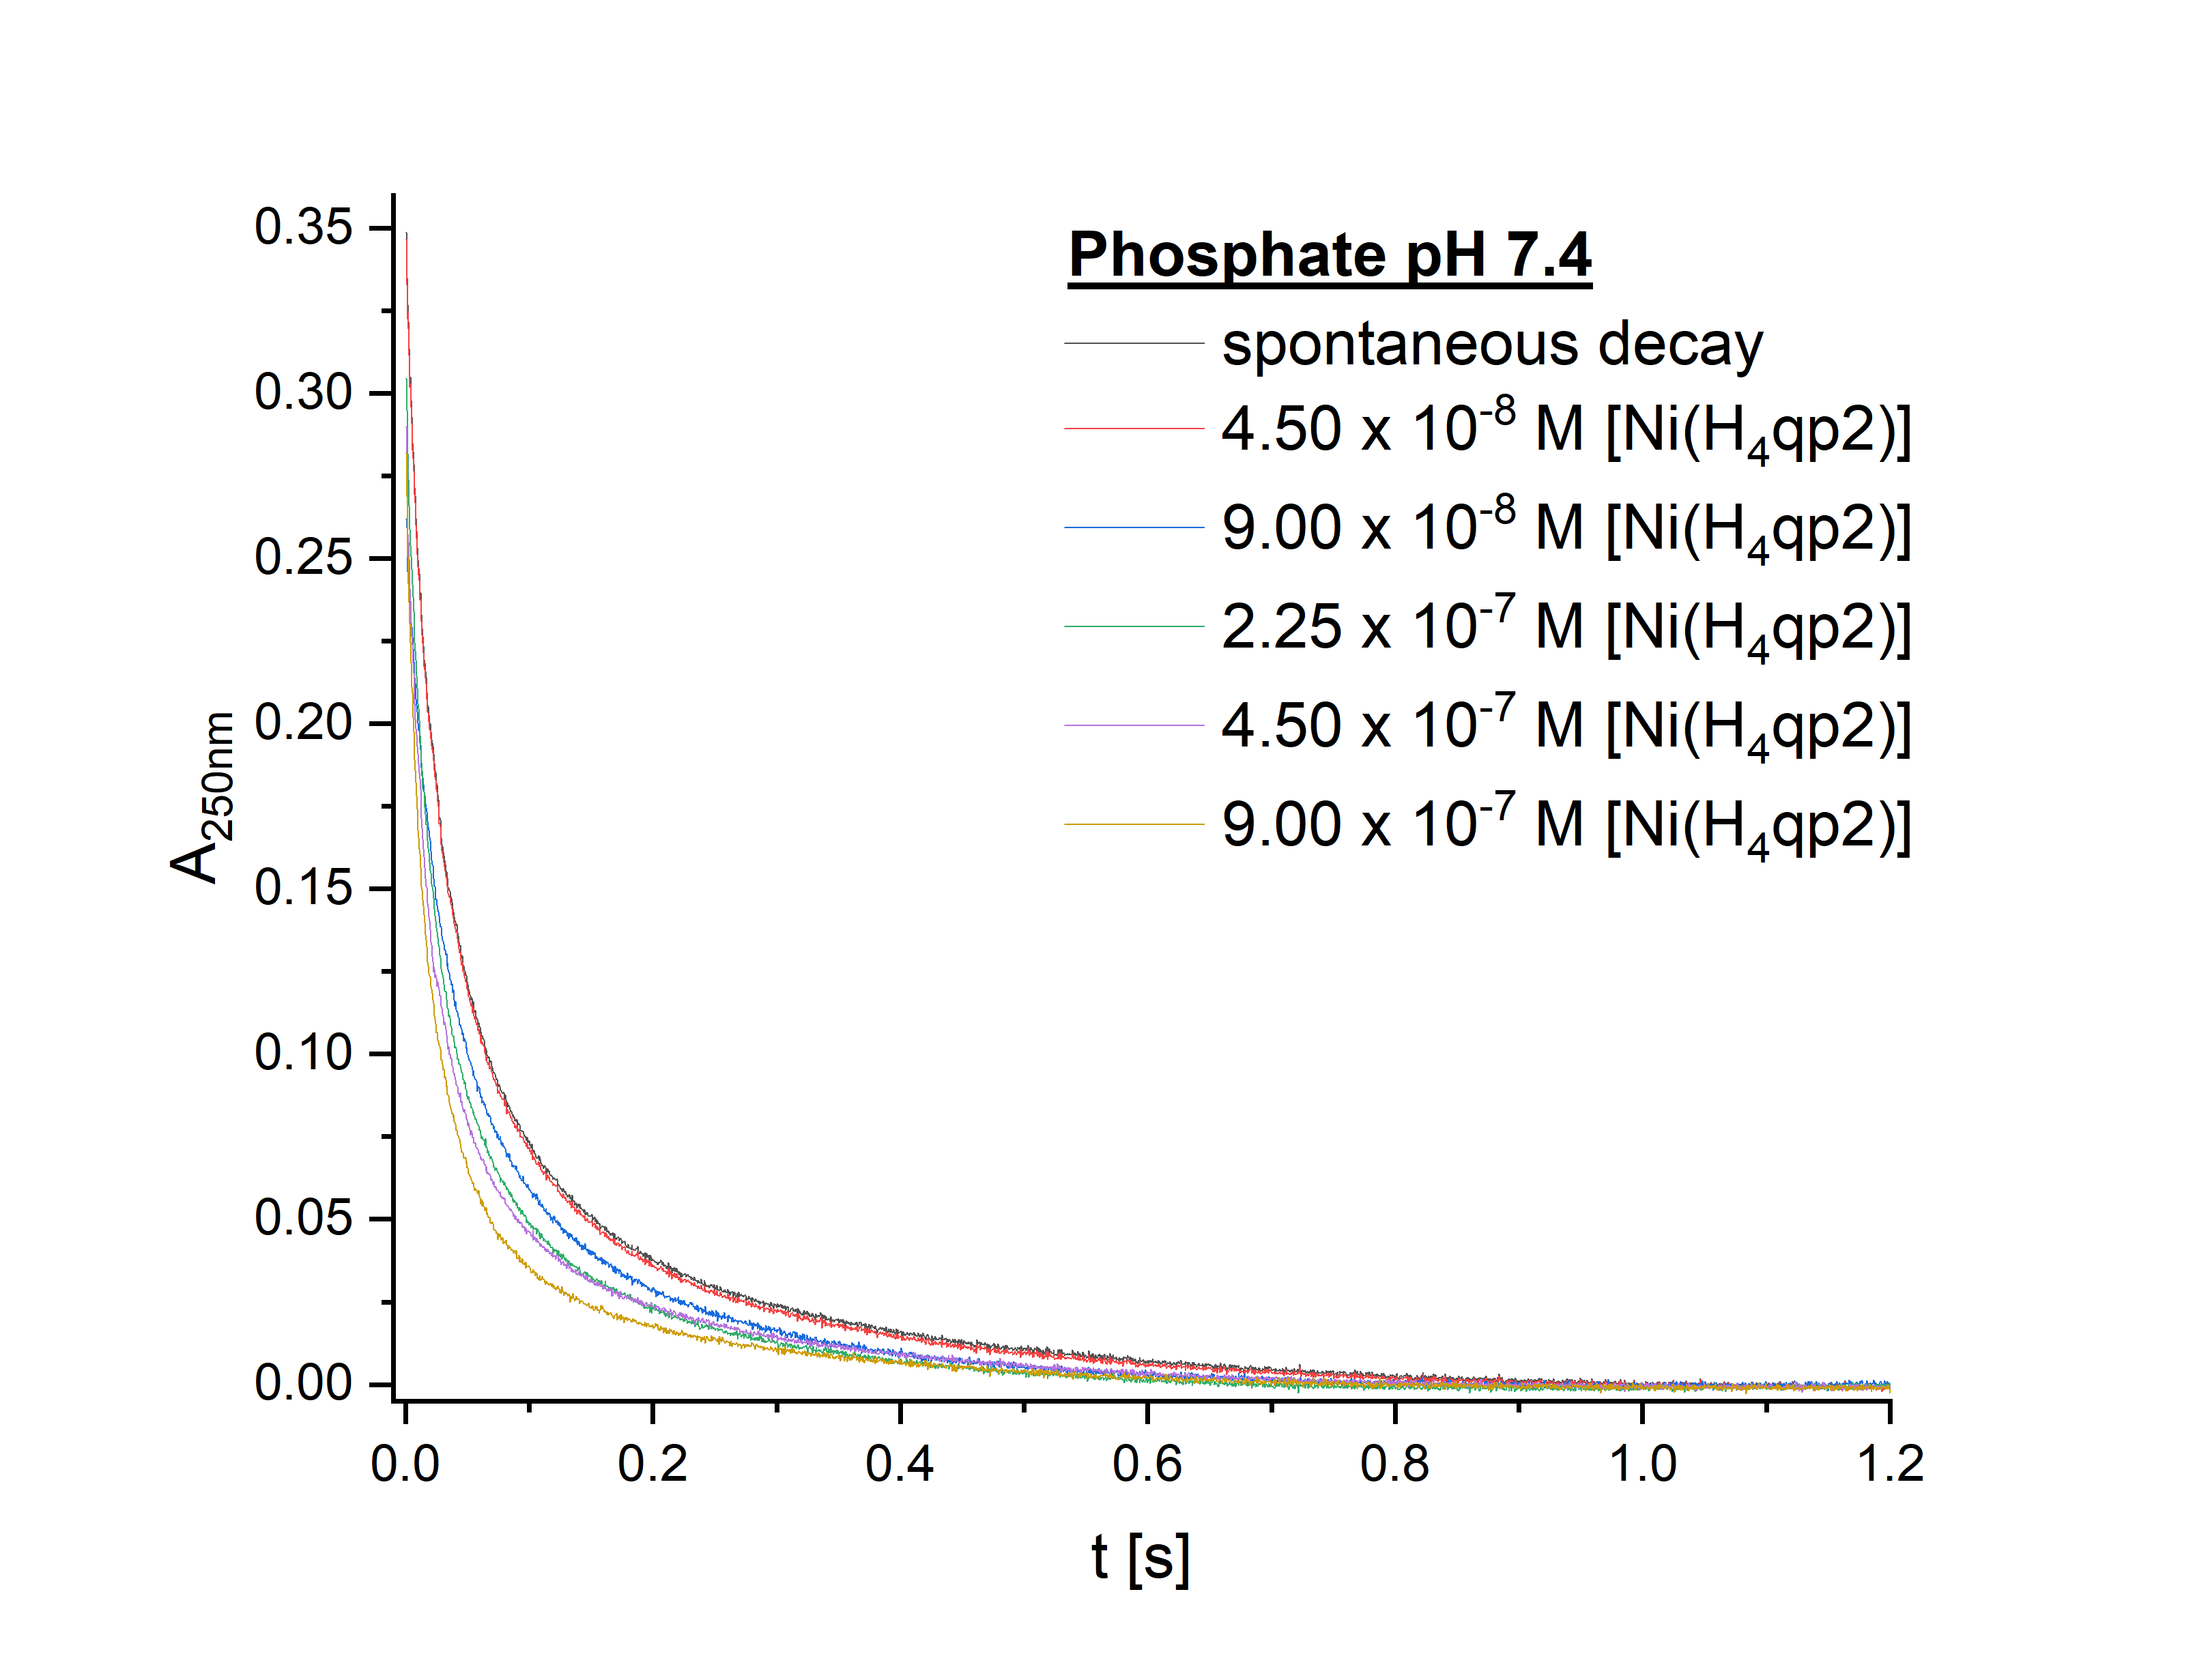 Phosphate pH 7.4
spontaneous decay
4.50 x 10⁻⁸ M [Ni(H₄qp2)]
9.00 x 10⁻⁸ M [Ni(H₄qp2)]
2.25 x 10⁻⁷ M [Ni(H₄qp2)]
4.50 x 10⁻⁷ M [Ni(H₄qp2)]
9.00 x 10⁻⁷ M [Ni(H₄qp2)]
A250nm
0.35
0.30
0.25
0.20
0.15
0.10
0.05
0.00
0.0 0.2 0.4 0.6 0.8 1.0 1.2
t [s]